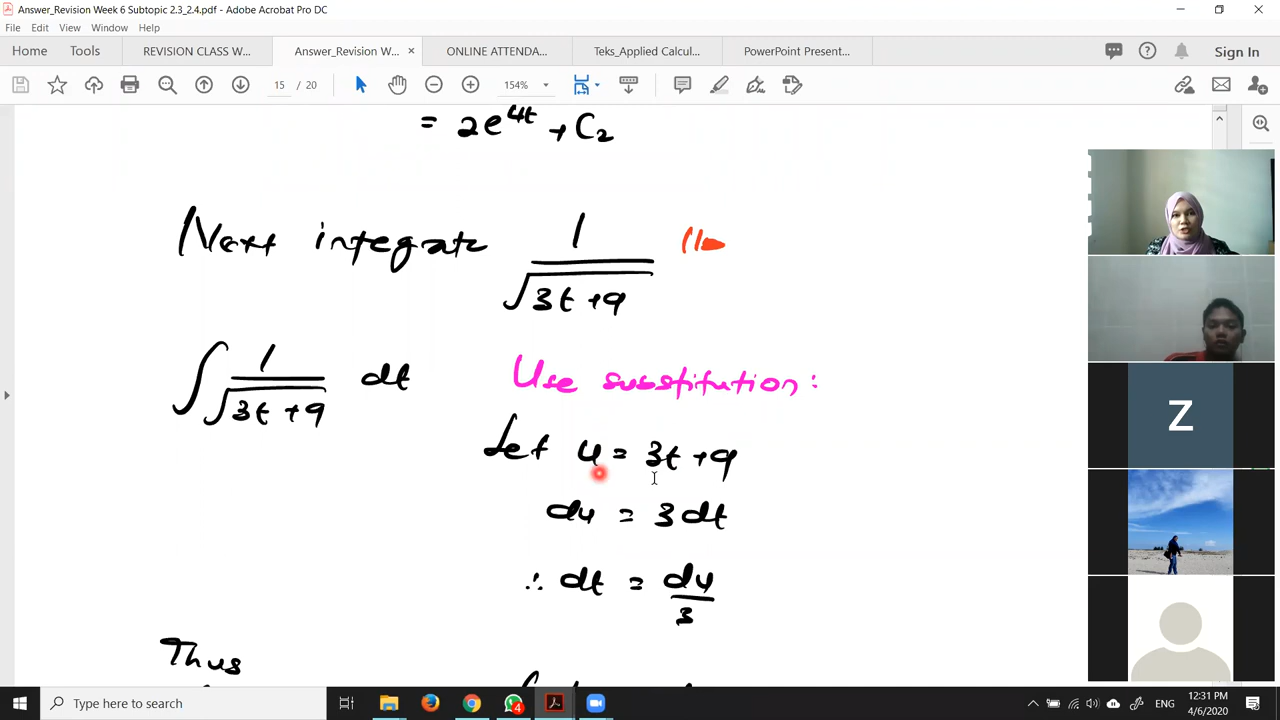 Answer_Revision Week 6 Subtopic 2.3_2.4.pdf - Adobe Acrobat Pro DC
File Edit View Window Help
Home Tools REVISION CLASS W... Answer_Revision W... × ONLINE ATTENDA... Teks_Applied Calcul... PowerPoint Present... Sign In
15 / 20 154%
= 2e^{4t} + C₂
Next integrate 1/√(3t+9)
∫ 1/√(3t+9) dt Use substitution:
Let u = 3t+9
du = 3dt
∴ dt = du/3
Thus
Z
Type here to search 4 ENG 12:31 PM
4/6/2020